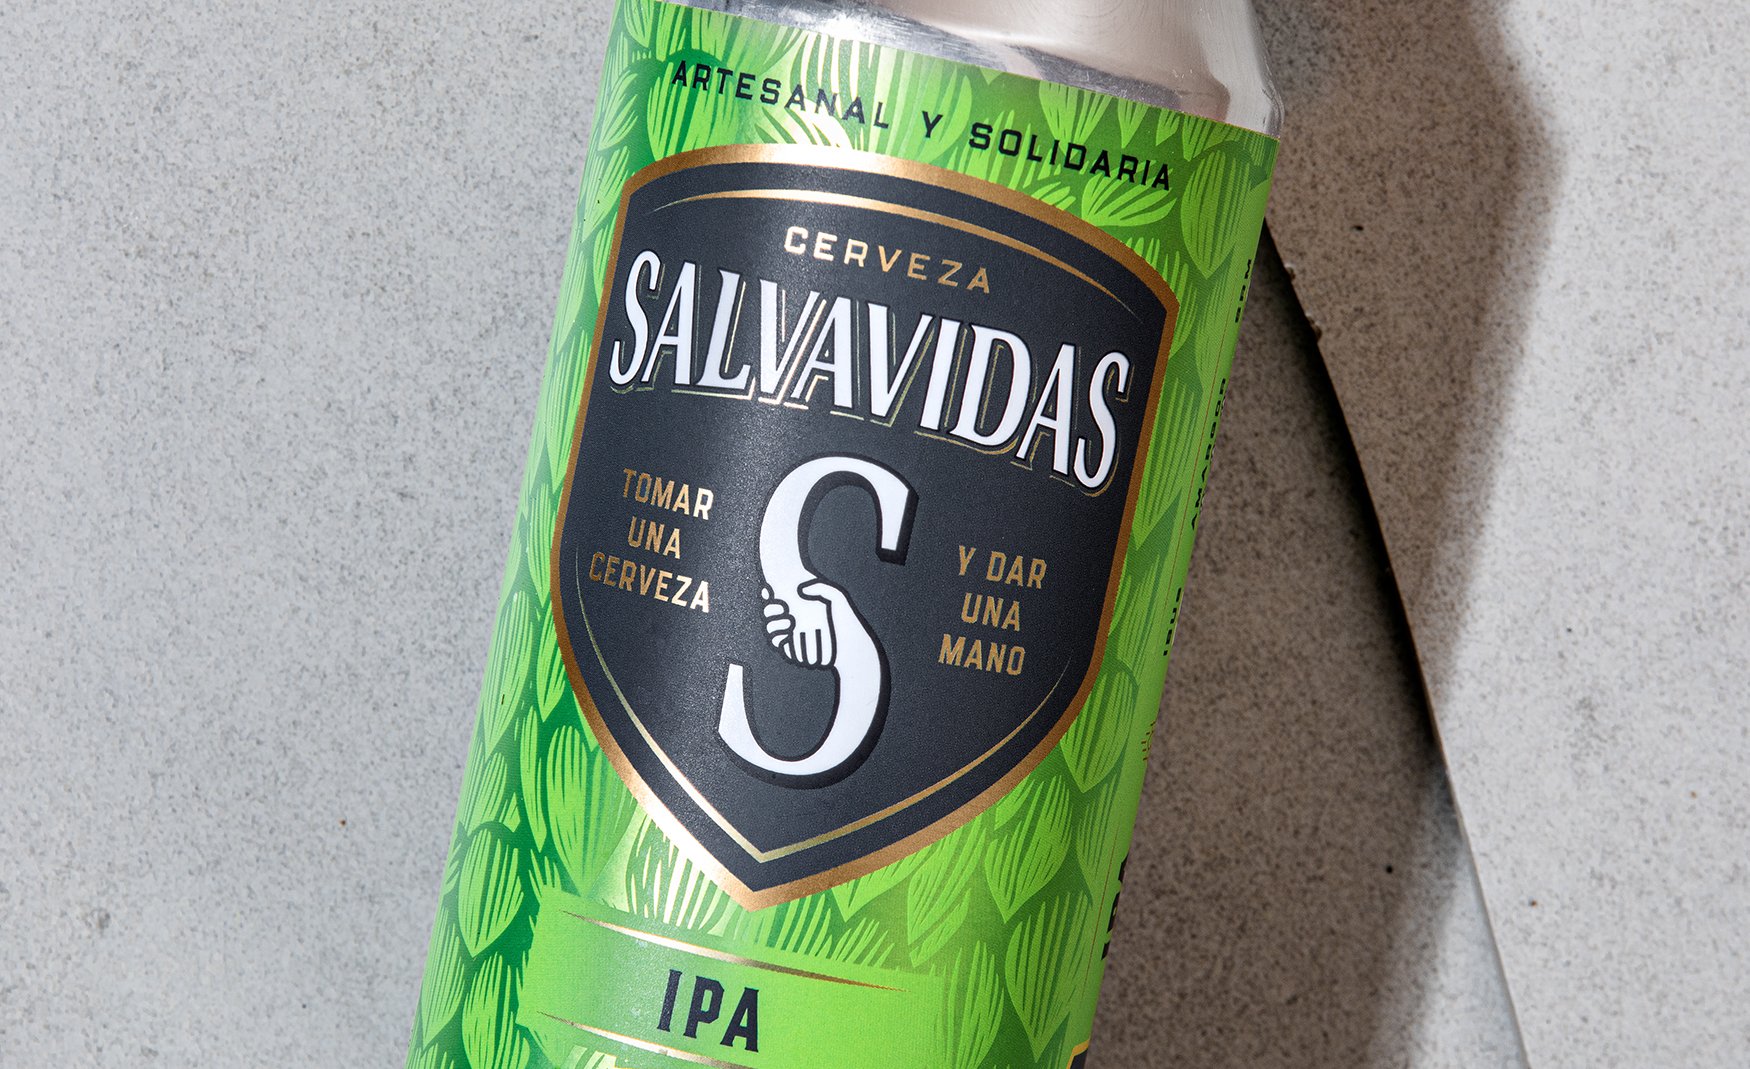 ARTESANAL Y SOLIDARIA
CERVEZA
SALVAVIDAS
TOMAR
UNA
CERVEZA
S
Y DAR
UNA
MANO
IPA